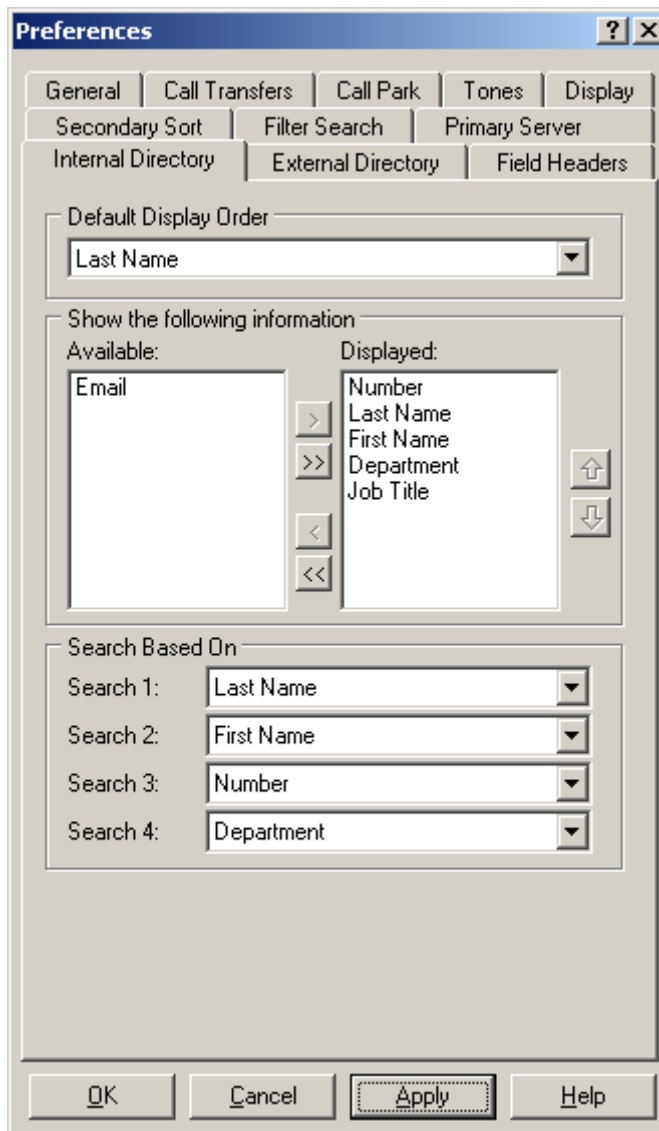 Preferences
General Call Transfers Call Park Tones Display
Secondary Sort Filter Search Primary Server
Internal Directory External Directory Field Headers
Default Display Order
Last Name
Show the following information
Available: Displayed:
Email
Number
Last Name
First Name
Department
Job Title
>
>>
<
<<
Search Based On
Search 1: Last Name
Search 2: First Name
Search 3: Number
Search 4: Department
OK Cancel Apply Help